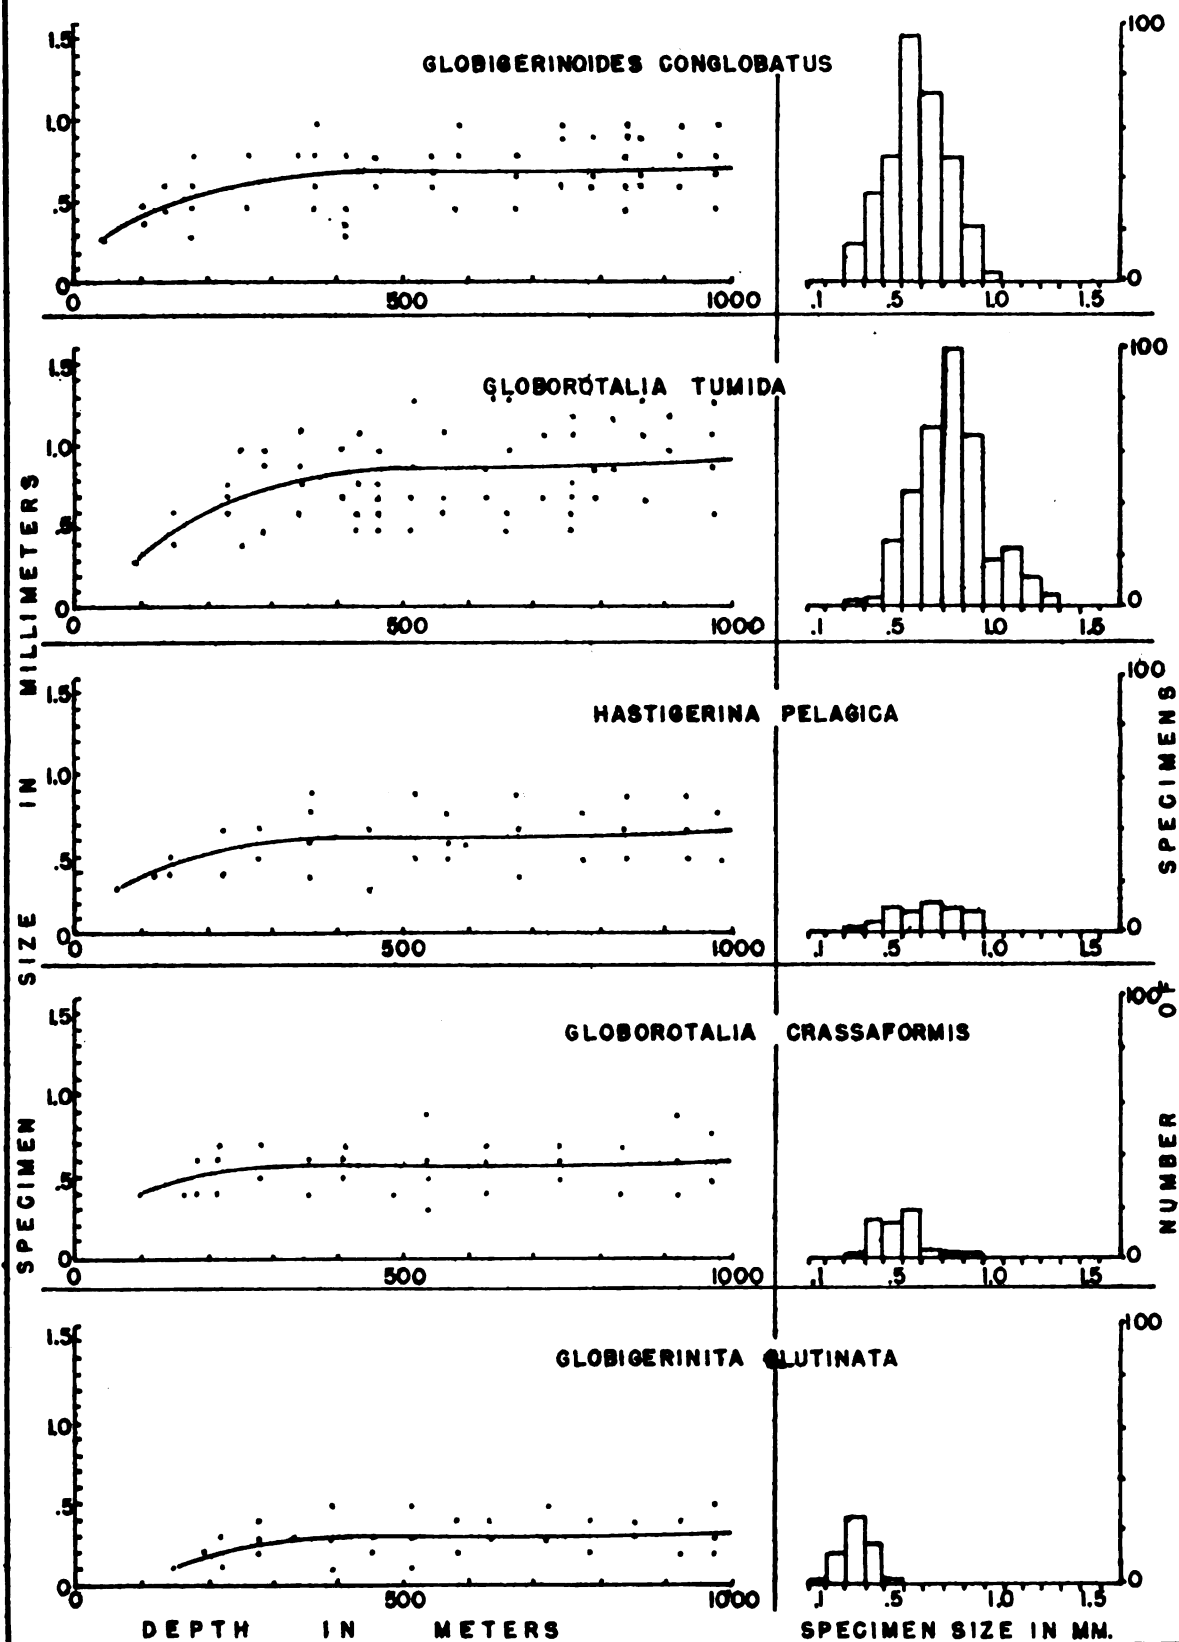 GLOBIGERINOIDES CONGLOBATUS
1.5
1.0
.5
0
0 500 1000
100
0
.1 .5 1.0 1.5
GLOBOROTALIA TUMIDA
1.5
1.0
.5
0
0 500 1000
100
0
.1 .5 1.0 1.5
HASTIGERINA PELAGICA
1.5
1.0
.5
0
0 500 1000
100
0
.1 .5 1.0 1.5
GLOBOROTALIA CRASSAFORMIS
1.5
1.0
.5
0
0 500 1000
100
0
.1 .5 1.0 1.5
GLOBIGERINITA GLUTINATA
1.5
1.0
.5
0
0 500 1000
100
0
.1 .5 1.0 1.5
SPECIMEN SIZE IN MILLIMETERS
NUMBER OF SPECIMENS
DEPTH IN METERS
SPECIMEN SIZE IN MM.